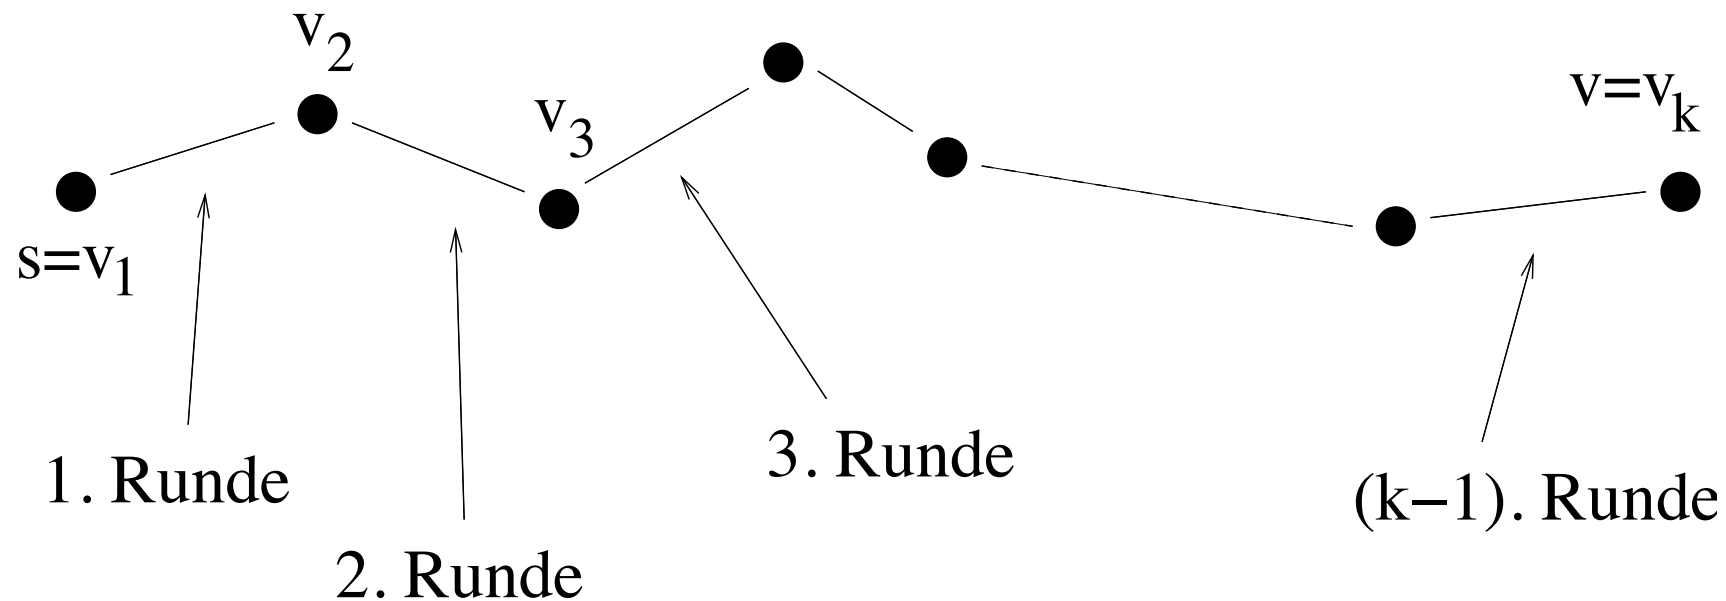 v2
v3
v=vk
s=v1
1. Runde
2. Runde
3. Runde
(k−1). Runde